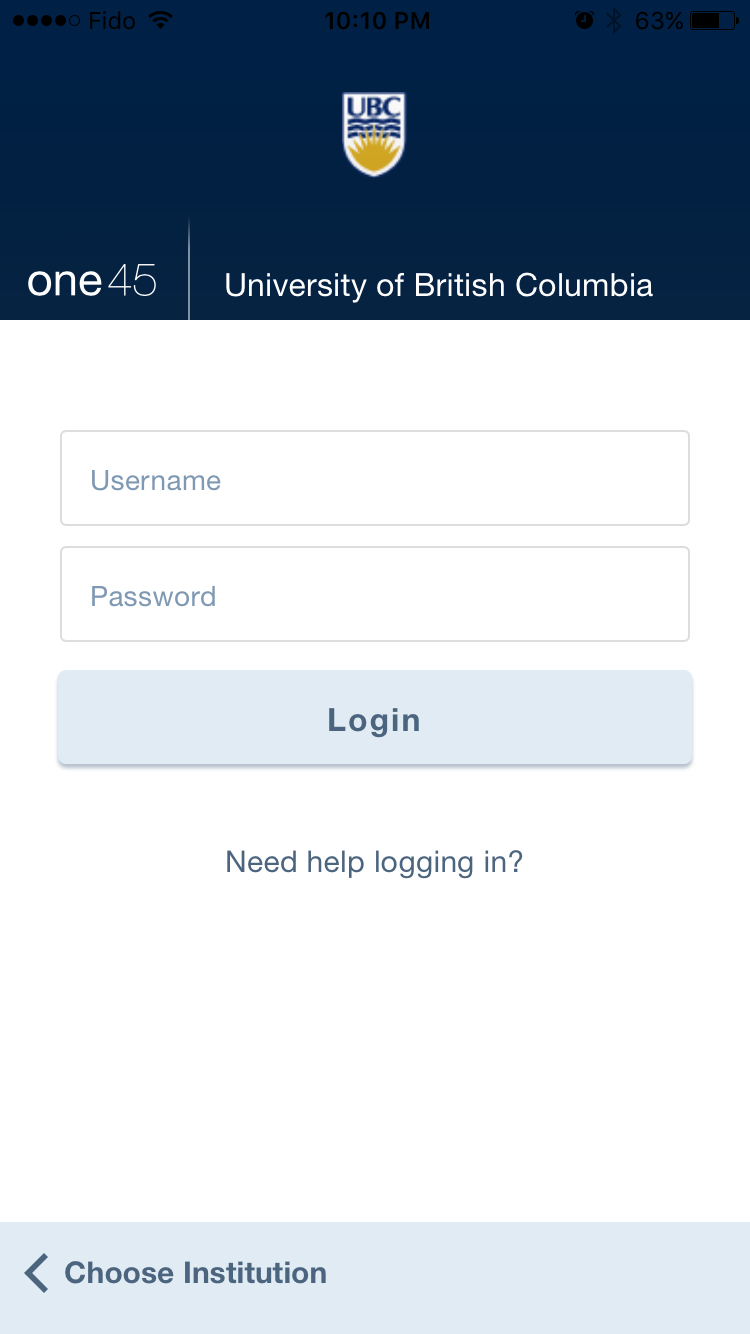 Fido 10:10 PM 63%
UBC
one45 University of British Columbia
Username
Password
Login
Need help logging in?
Choose Institution